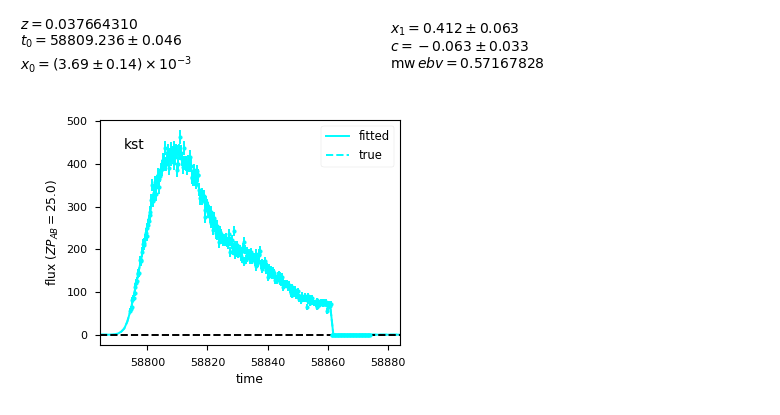 z = 0.037664310
t₀ = 58809.236 ± 0.046
x₀ = (3.69 ± 0.14) × 10⁻³
x₁ = 0.412 ± 0.063
c = −0.063 ± 0.033
mw ebv = 0.57167828
kst
fitted
true
500
400
300
200
100
0
flux (ZP_AB = 25.0)
58800 58820 58840 58860 58880
time